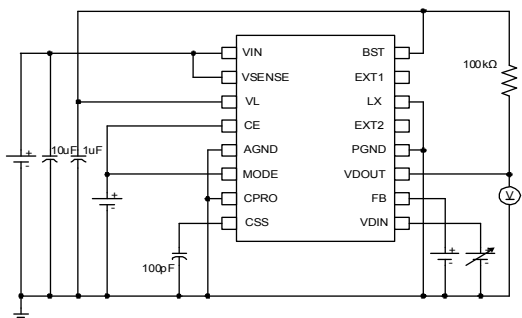 VIN
BST
VSENSE
EXT1
100kΩ
VL
LX
CE
EXT2
10uF
1uF
AGND
PGND
MODE
VDOUT
CPRO
FB
V
CSS
VDIN
100pF